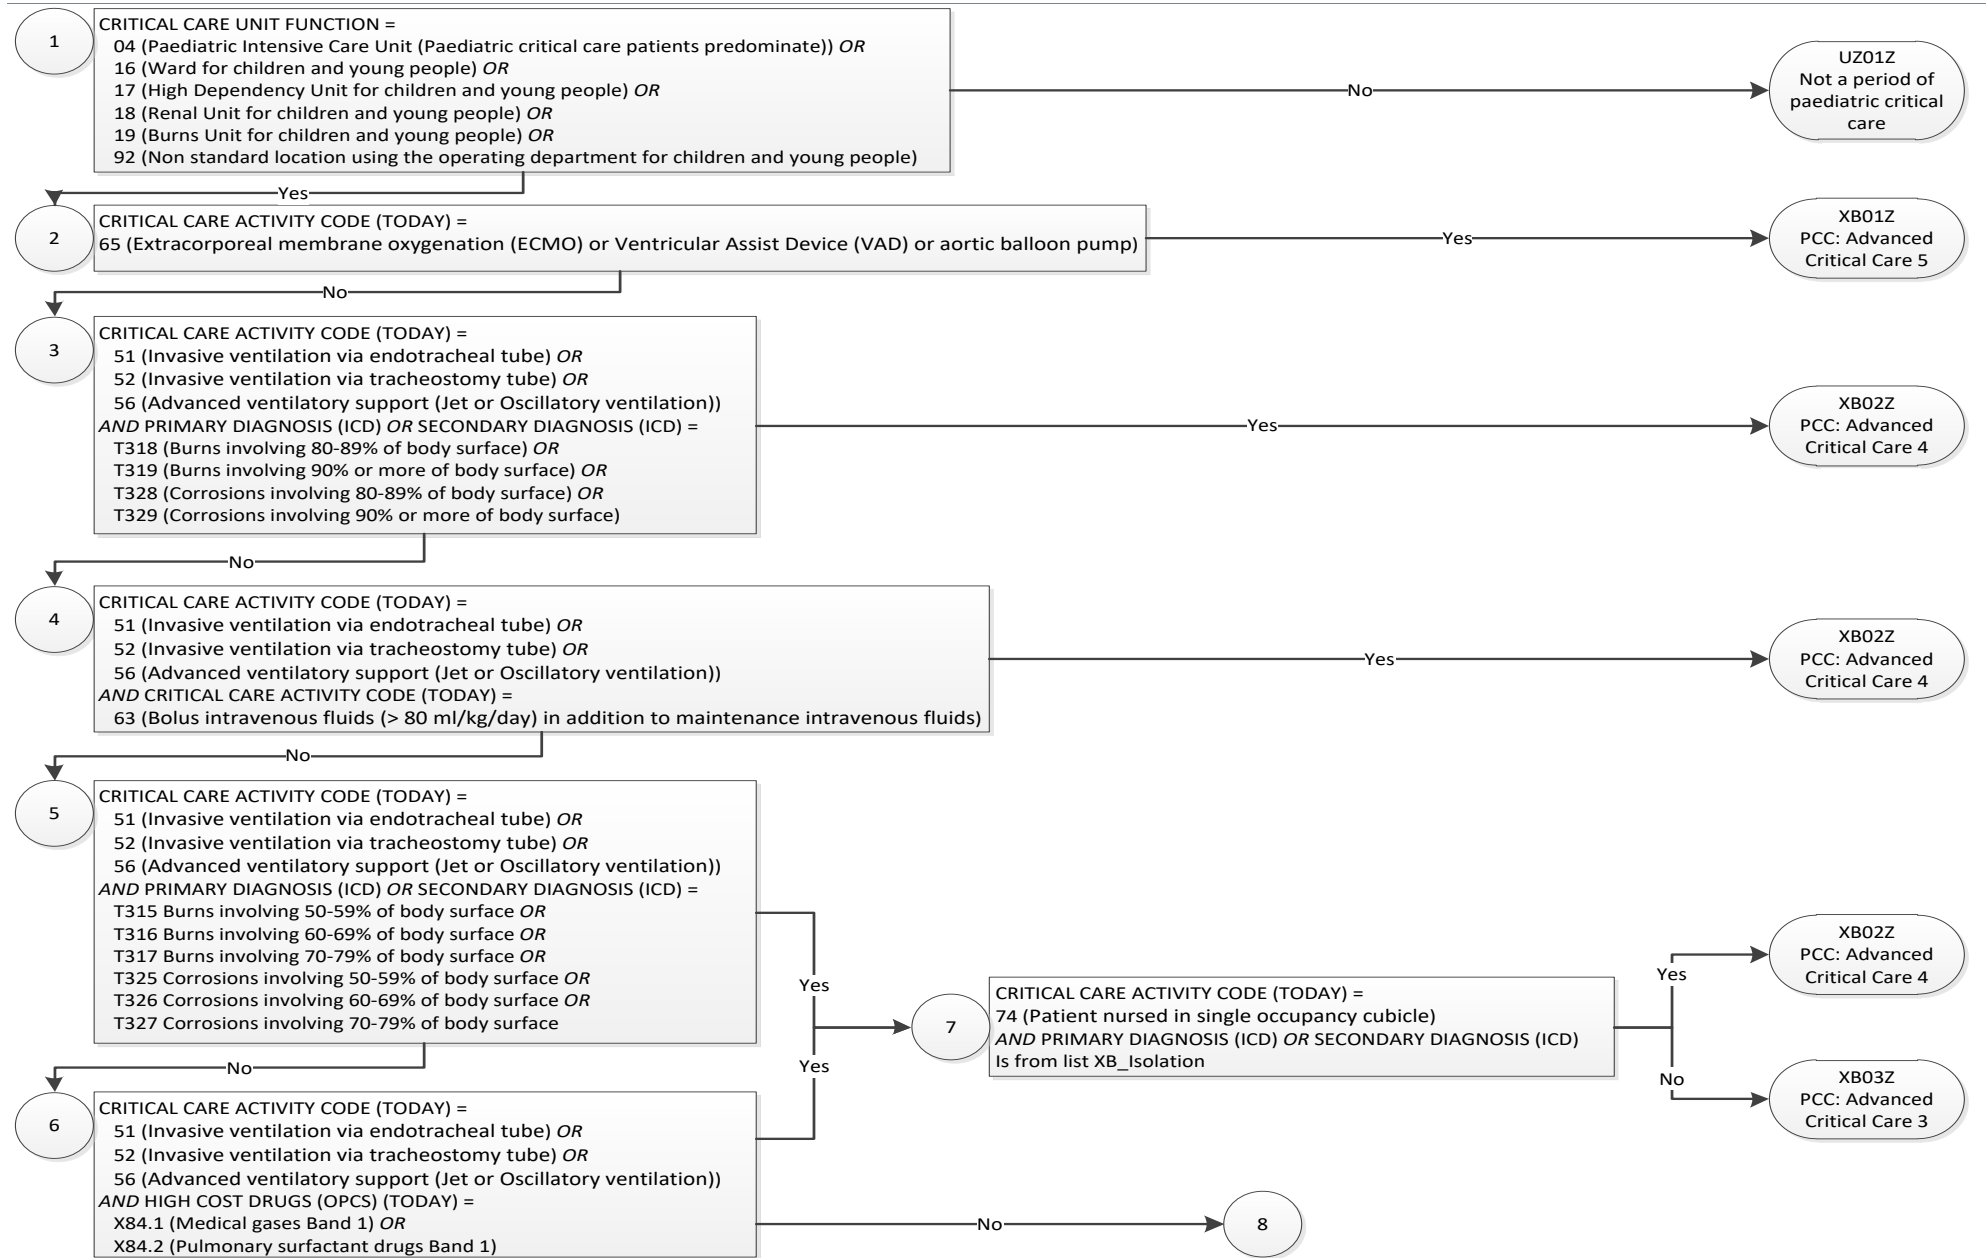 1
CRITICAL CARE UNIT FUNCTION =
04 (Paediatric Intensive Care Unit (Paediatric critical care patients predominate)) OR
16 (Ward for children and young people) OR
17 (High Dependency Unit for children and young people) OR
18 (Renal Unit for children and young people) OR
19 (Burns Unit for children and young people) OR
92 (Non standard location using the operating department for children and young people)
No
UZ01Z
Not a period of
paediatric critical
care
Yes
2
CRITICAL CARE ACTIVITY CODE (TODAY) =
65 (Extracorporeal membrane oxygenation (ECMO) or Ventricular Assist Device (VAD) or aortic balloon pump)
Yes
XB01Z
PCC: Advanced
Critical Care 5
No
3
CRITICAL CARE ACTIVITY CODE (TODAY) =
51 (Invasive ventilation via endotracheal tube) OR
52 (Invasive ventilation via tracheostomy tube) OR
56 (Advanced ventilatory support (Jet or Oscillatory ventilation))
AND PRIMARY DIAGNOSIS (ICD) OR SECONDARY DIAGNOSIS (ICD) =
T318 (Burns involving 80-89% of body surface) OR
T319 (Burns involving 90% or more of body surface) OR
T328 (Corrosions involving 80-89% of body surface) OR
T329 (Corrosions involving 90% or more of body surface)
Yes
XB02Z
PCC: Advanced
Critical Care 4
No
4
CRITICAL CARE ACTIVITY CODE (TODAY) =
51 (Invasive ventilation via endotracheal tube) OR
52 (Invasive ventilation via tracheostomy tube) OR
56 (Advanced ventilatory support (Jet or Oscillatory ventilation))
AND CRITICAL CARE ACTIVITY CODE (TODAY) =
63 (Bolus intravenous fluids (> 80 ml/kg/day) in addition to maintenance intravenous fluids)
Yes
XB02Z
PCC: Advanced
Critical Care 4
No
5
CRITICAL CARE ACTIVITY CODE (TODAY) =
51 (Invasive ventilation via endotracheal tube) OR
52 (Invasive ventilation via tracheostomy tube) OR
56 (Advanced ventilatory support (Jet or Oscillatory ventilation))
AND PRIMARY DIAGNOSIS (ICD) OR SECONDARY DIAGNOSIS (ICD) =
T315 Burns involving 50-59% of body surface OR
T316 Burns involving 60-69% of body surface OR
T317 Burns involving 70-79% of body surface OR
T325 Corrosions involving 50-59% of body surface OR
T326 Corrosions involving 60-69% of body surface OR
T327 Corrosions involving 70-79% of body surface
Yes
No
6
CRITICAL CARE ACTIVITY CODE (TODAY) =
51 (Invasive ventilation via endotracheal tube) OR
52 (Invasive ventilation via tracheostomy tube) OR
56 (Advanced ventilatory support (Jet or Oscillatory ventilation))
AND HIGH COST DRUGS (OPCS) (TODAY) =
X84.1 (Medical gases Band 1) OR
X84.2 (Pulmonary surfactant drugs Band 1)
Yes
No
8
7
CRITICAL CARE ACTIVITY CODE (TODAY) =
74 (Patient nursed in single occupancy cubicle)
AND PRIMARY DIAGNOSIS (ICD) OR SECONDARY DIAGNOSIS (ICD)
Is from list XB_Isolation
Yes
XB02Z
PCC: Advanced
Critical Care 4
No
XB03Z
PCC: Advanced
Critical Care 3